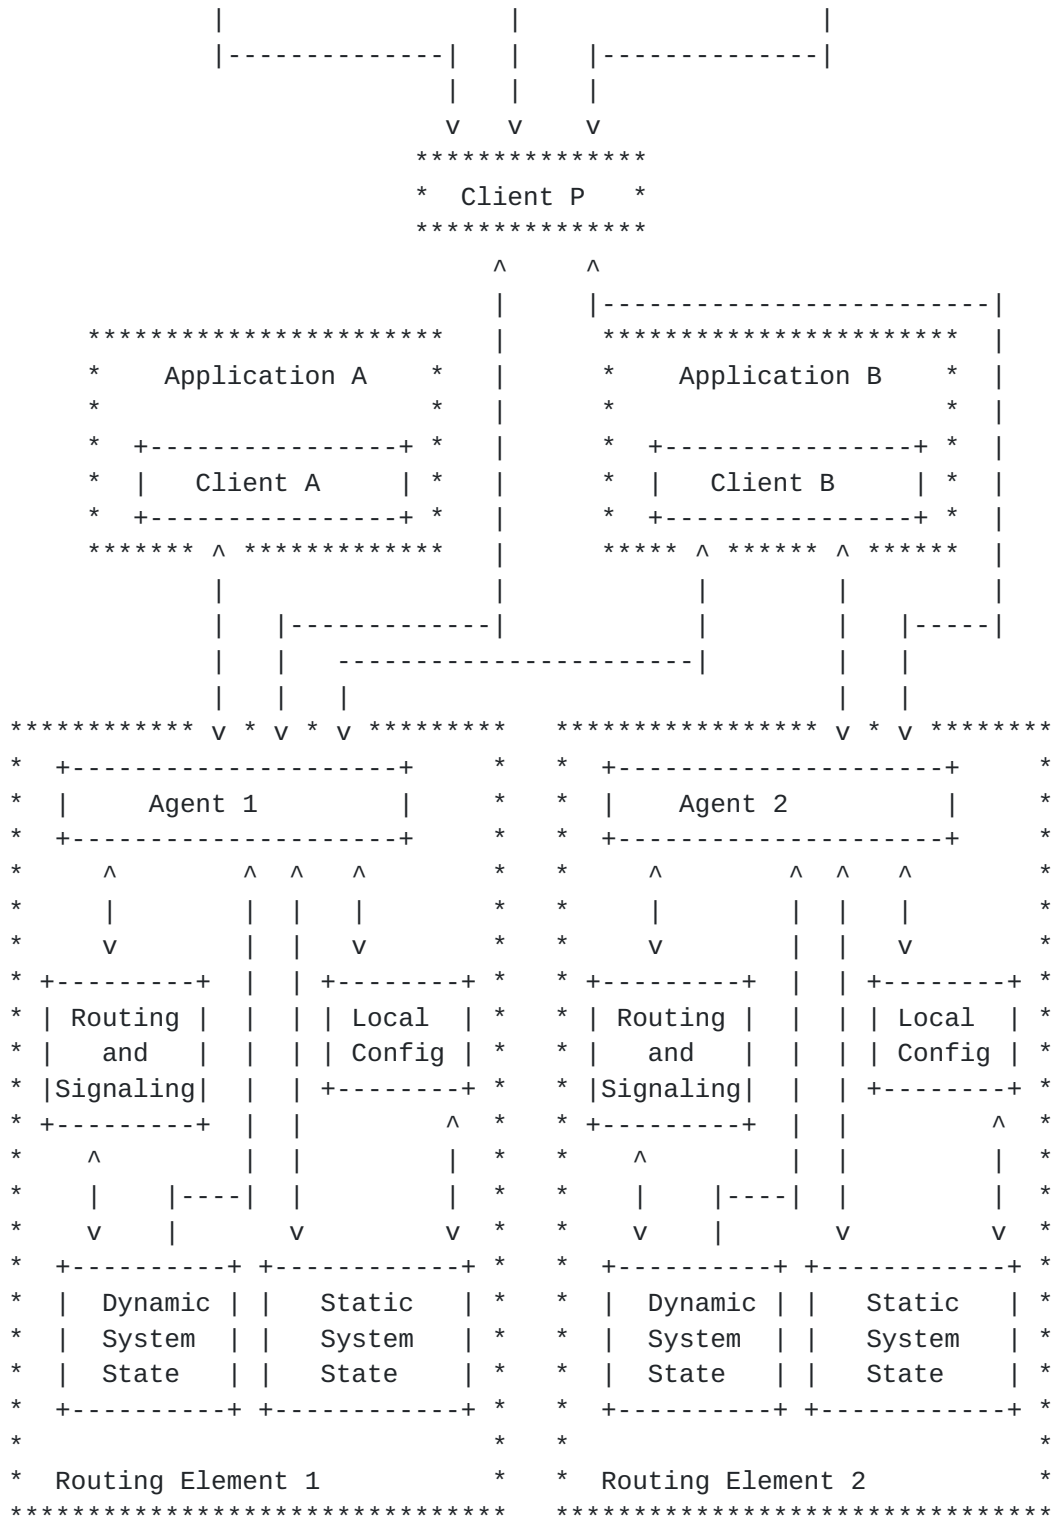 Client P
Application A Application B
Client A Client B
Agent 1 Agent 2
Routing Local Routing Local
and Config and Config
Signaling Signaling
Dynamic Static Dynamic Static
System System System System
State State State State
Routing Element 1 Routing Element 2